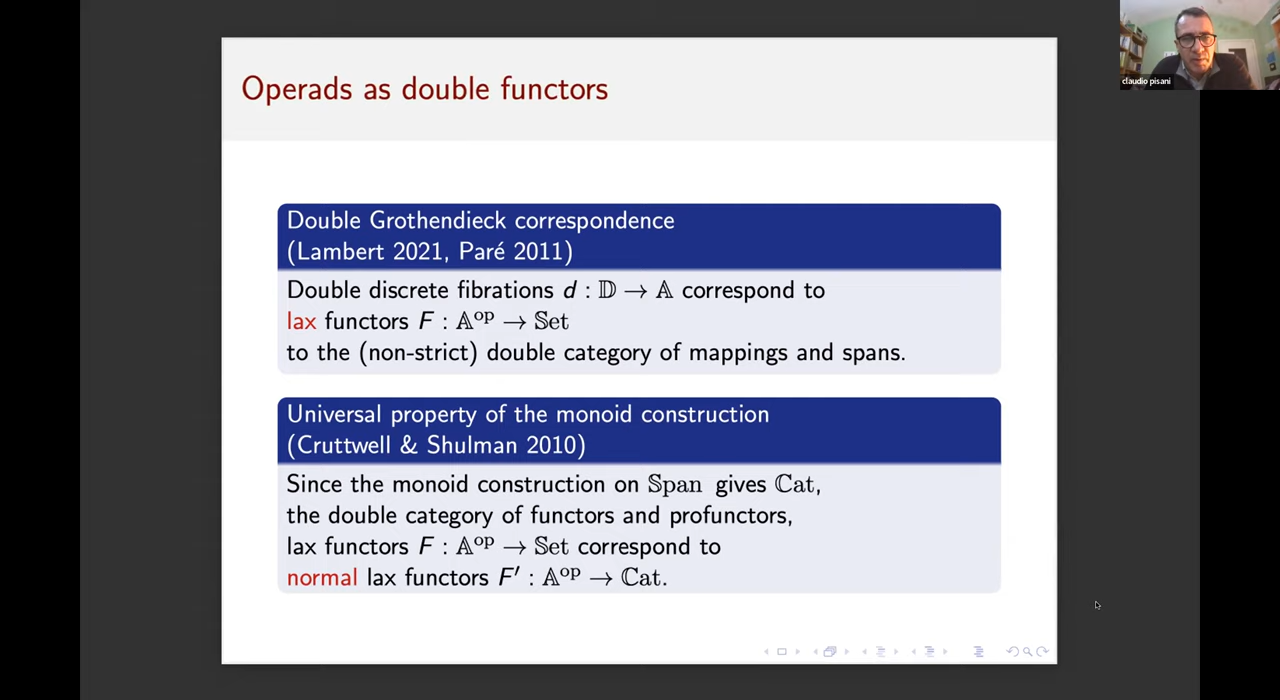 Operads as double functors
claudio pisani
Double Grothendieck correspondence
(Lambert 2021, Paré 2011)
Double discrete fibrations d : 𝔻 → 𝔸 correspond to
lax functors F : 𝔸ᵒᵖ → 𝕊et
to the (non-strict) double category of mappings and spans.
Universal property of the monoid construction
(Cruttwell & Shulman 2010)
Since the monoid construction on 𝕊pan gives ℂat,
the double category of functors and profunctors,
lax functors F : 𝔸ᵒᵖ → 𝕊et correspond to
normal lax functors F′ : 𝔸ᵒᵖ → ℂat.